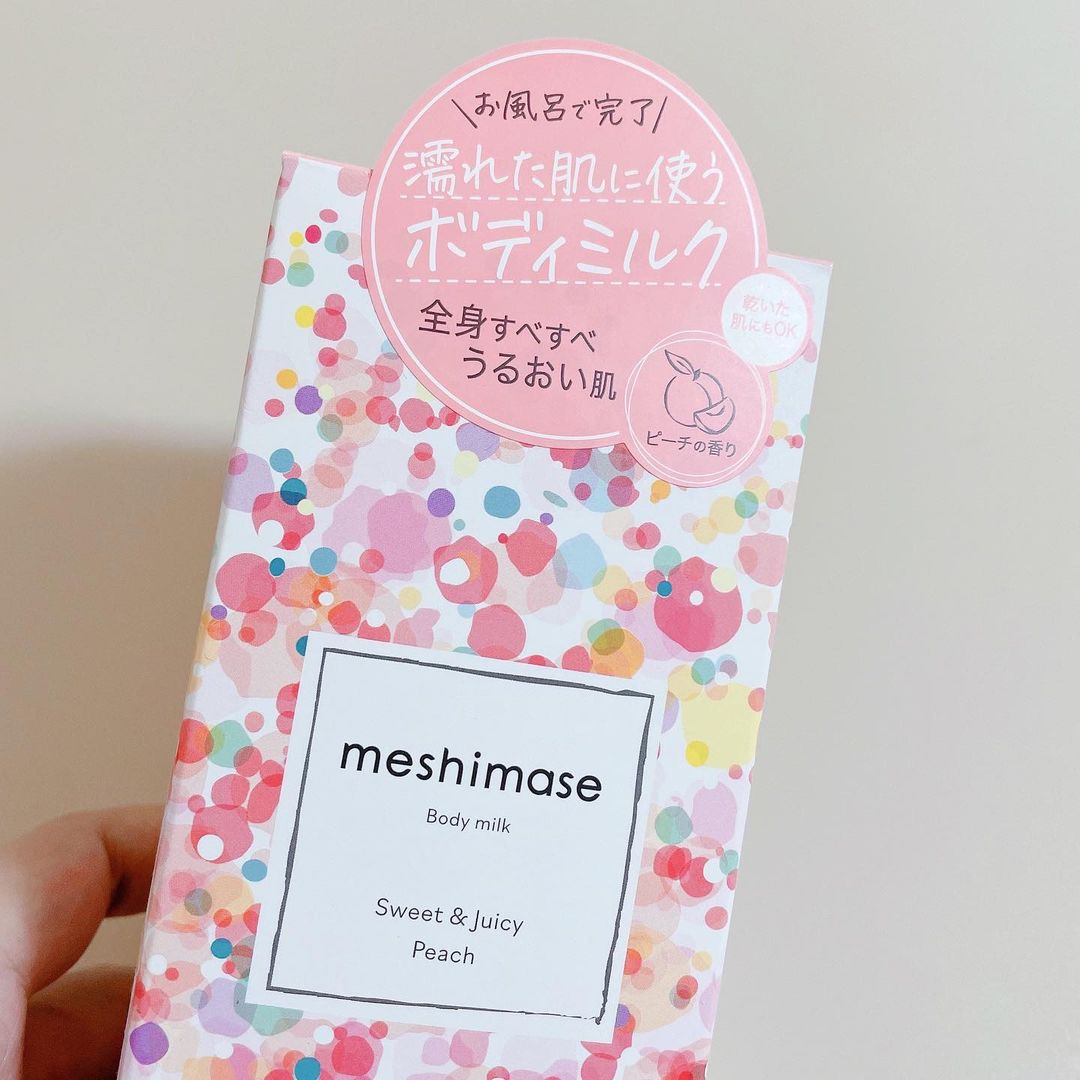 お風呂で完了
濡れた肌に使う
ボディミルク
全身すべすべ
うるおい肌
乾いた
肌にもOK
ピーチの香り
meshimase
Body milk
Sweet & Juicy
Peach